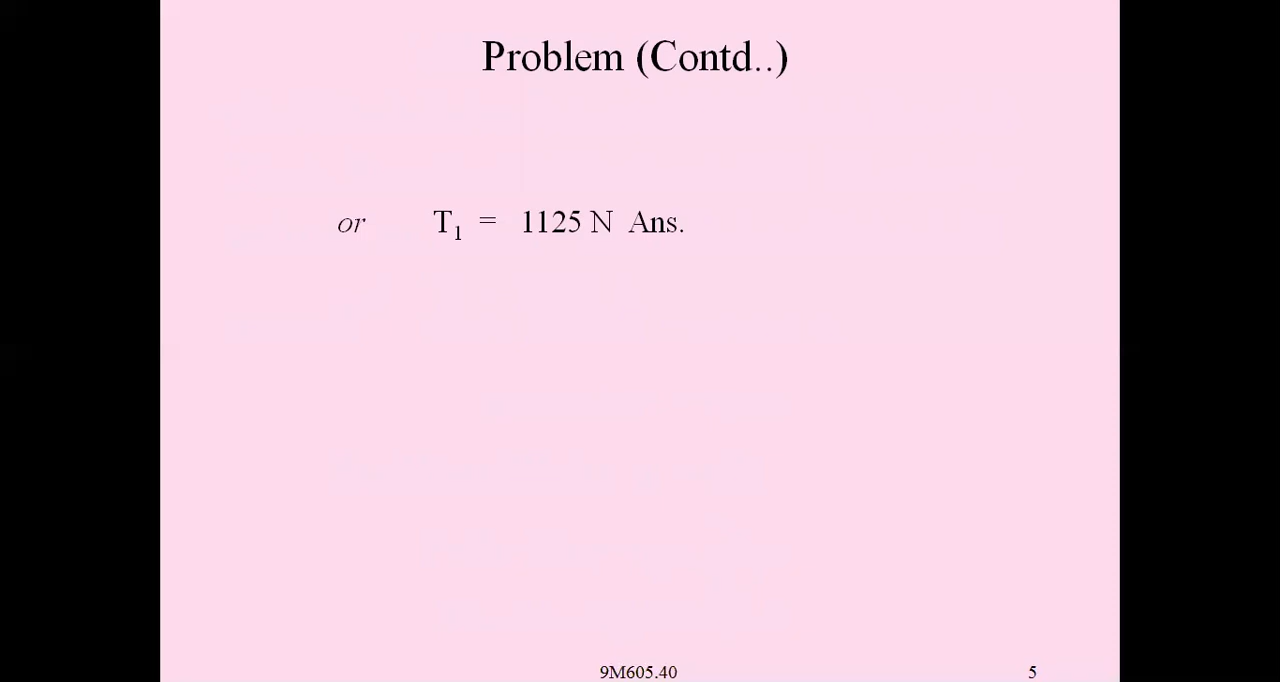 Problem (Contd..)
or T₁ = 1125 N Ans.
9M605.40 5